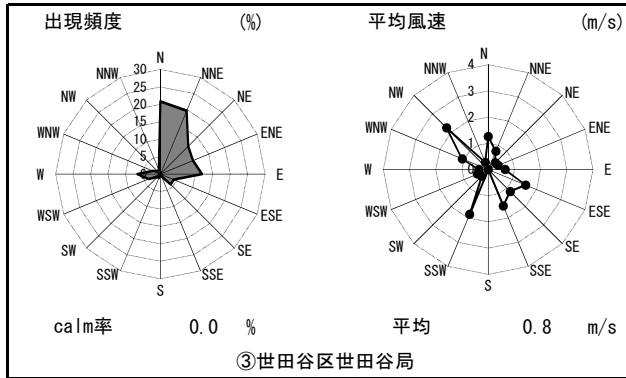 出現頻度 (%)
N
NNE
NE
ENE
E
ESE
SE
SSE
S
SSW
SW
WSW
W
WNW
NW
NNW
30
25
20
15
10
5
0
calm率 0.0 %
平均風速 (m/s)
N
NNE
NE
ENE
E
ESE
SE
SSE
S
SSW
SW
WSW
W
WNW
NW
NNW
4
3
2
1
0
平均 0.8 m/s
③世田谷区世田谷局